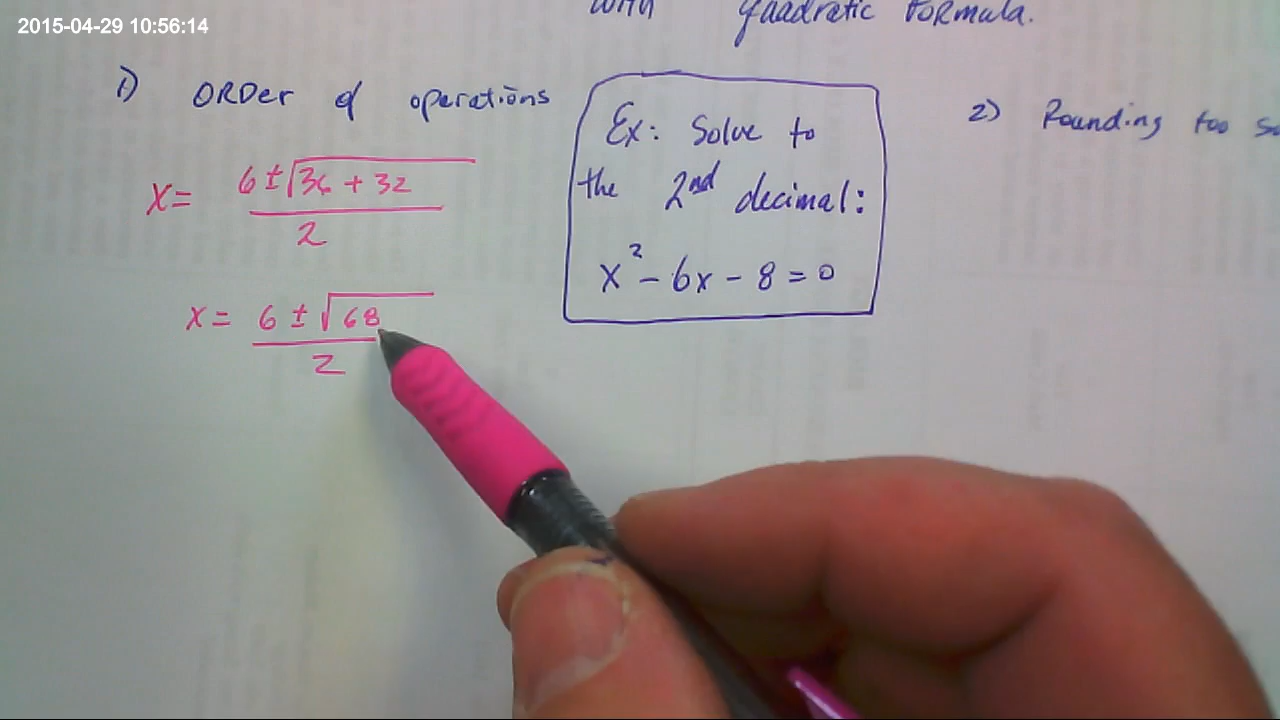 2015-04-29 10:56:14
with quadratic formula.
1) Order of operations
x = 6 ± √36 + 32
2
x = 6 ± √68
2
Ex: Solve to
the 2nd decimal:
x² - 6x - 8 = 0
2) Rounding too